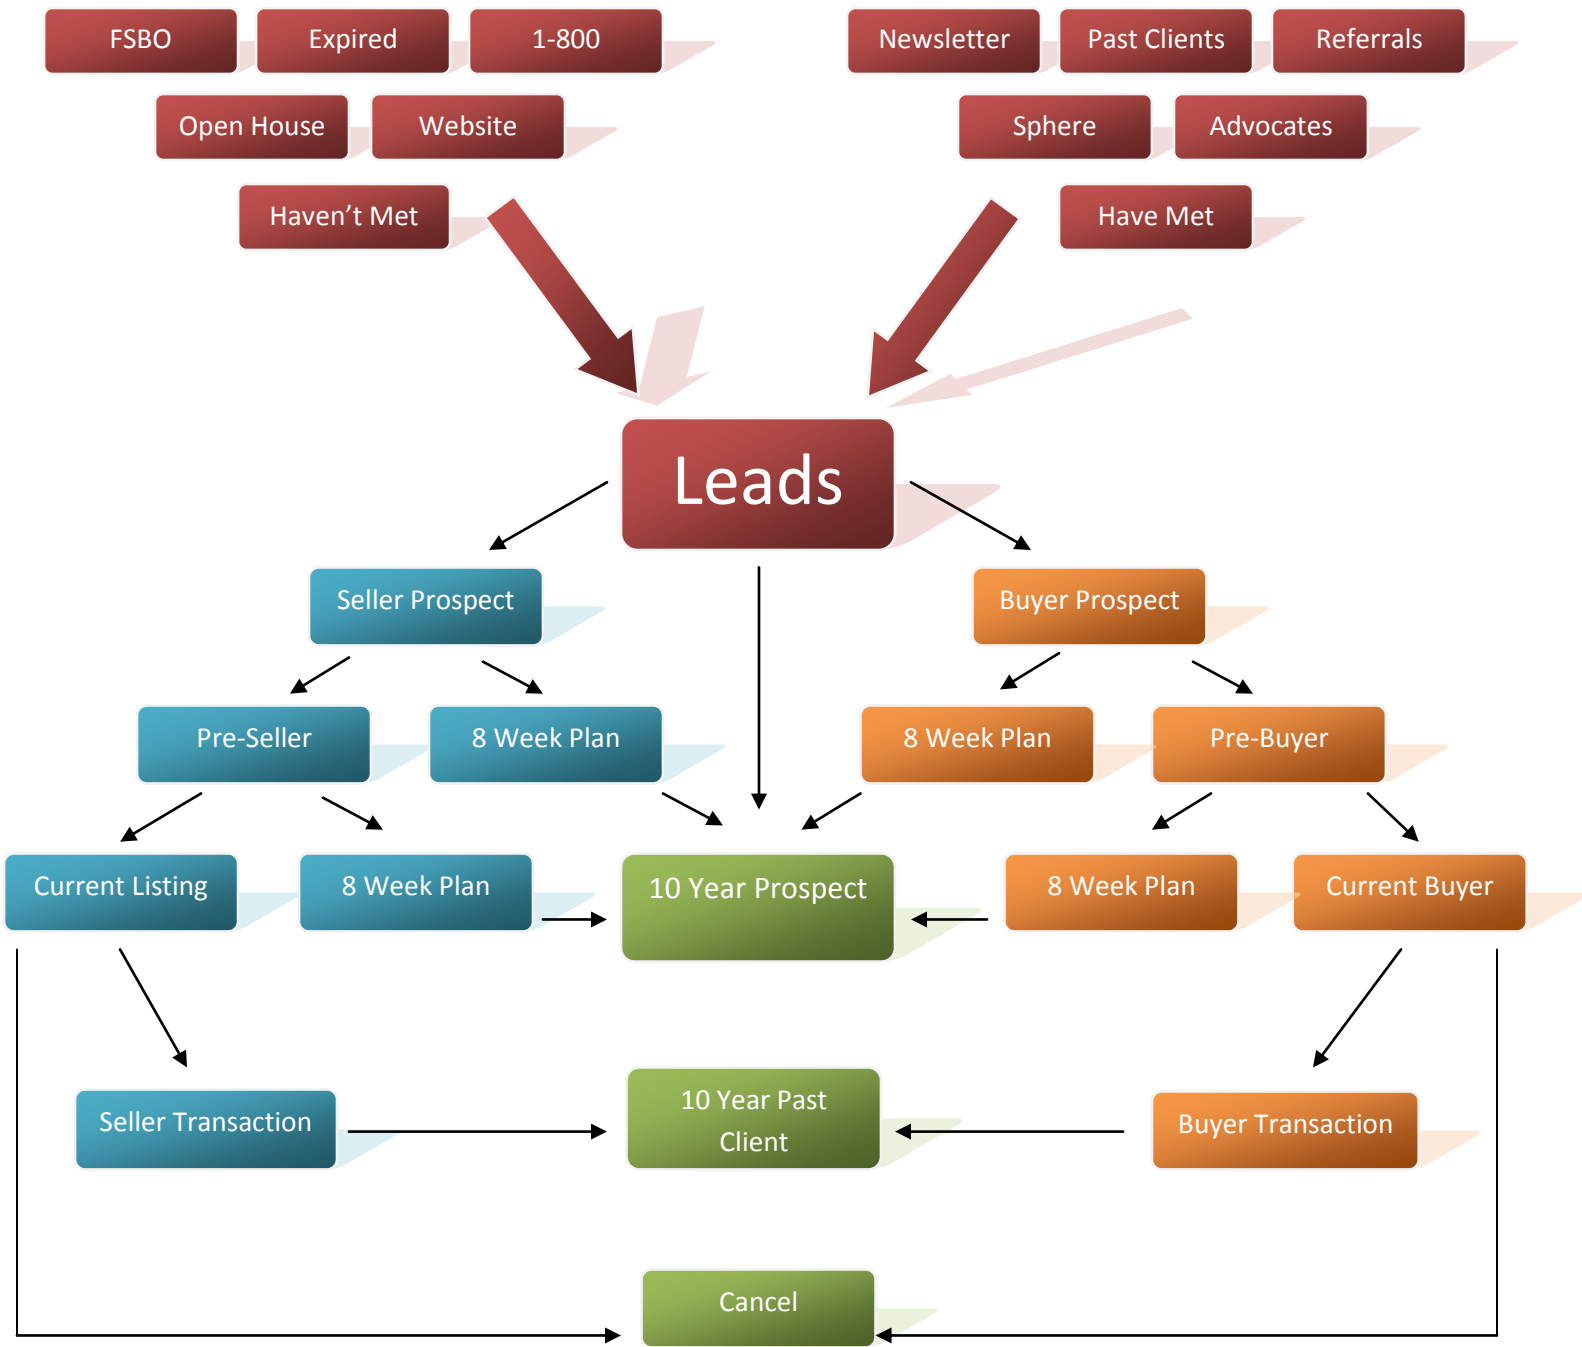 FSBO
Expired
1-800
Newsletter
Past Clients
Referrals
Open House
Website
Sphere
Advocates
Haven’t Met
Have Met
Leads
Seller Prospect
Buyer Prospect
Pre-Seller
8 Week Plan
8 Week Plan
Pre-Buyer
Current Listing
8 Week Plan
10 Year Prospect
8 Week Plan
Current Buyer
Seller Transaction
10 Year Past
Client
Buyer Transaction
Cancel